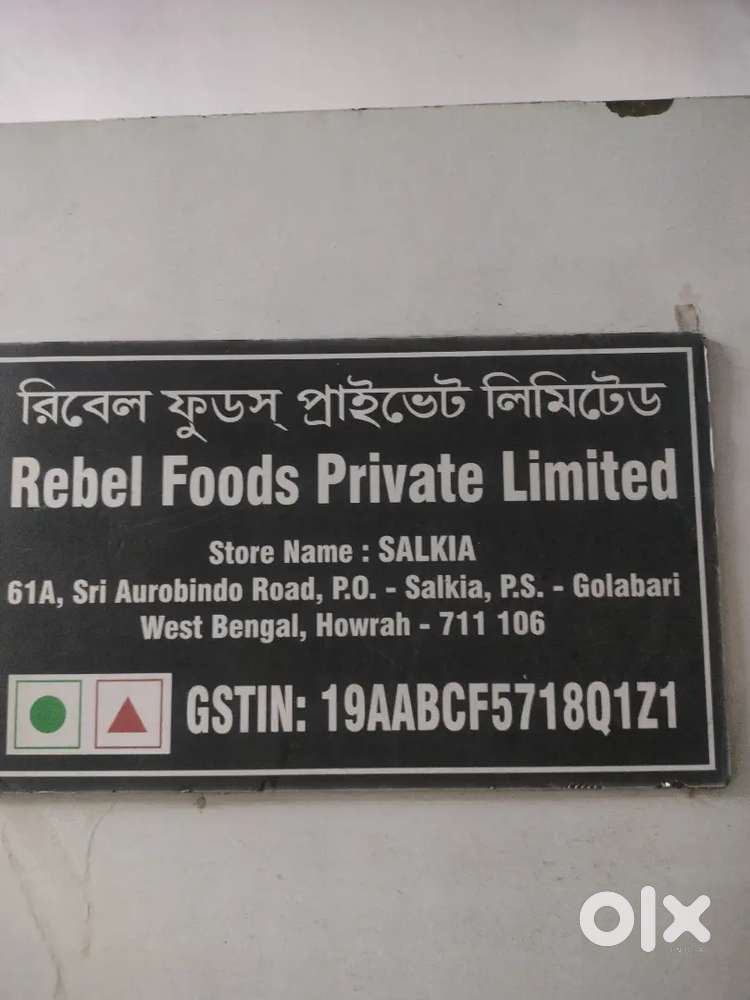 রিবেল ফুডস্ প্রাইভেট লিমিটেড
Rebel Foods Private Limited
Store Name : SALKIA
61A, Sri Aurobindo Road, P.O. - Salkia, P.S. - Golabari
West Bengal, Howrah - 711 106
GSTIN: 19AABCF5718Q1Z1
olx